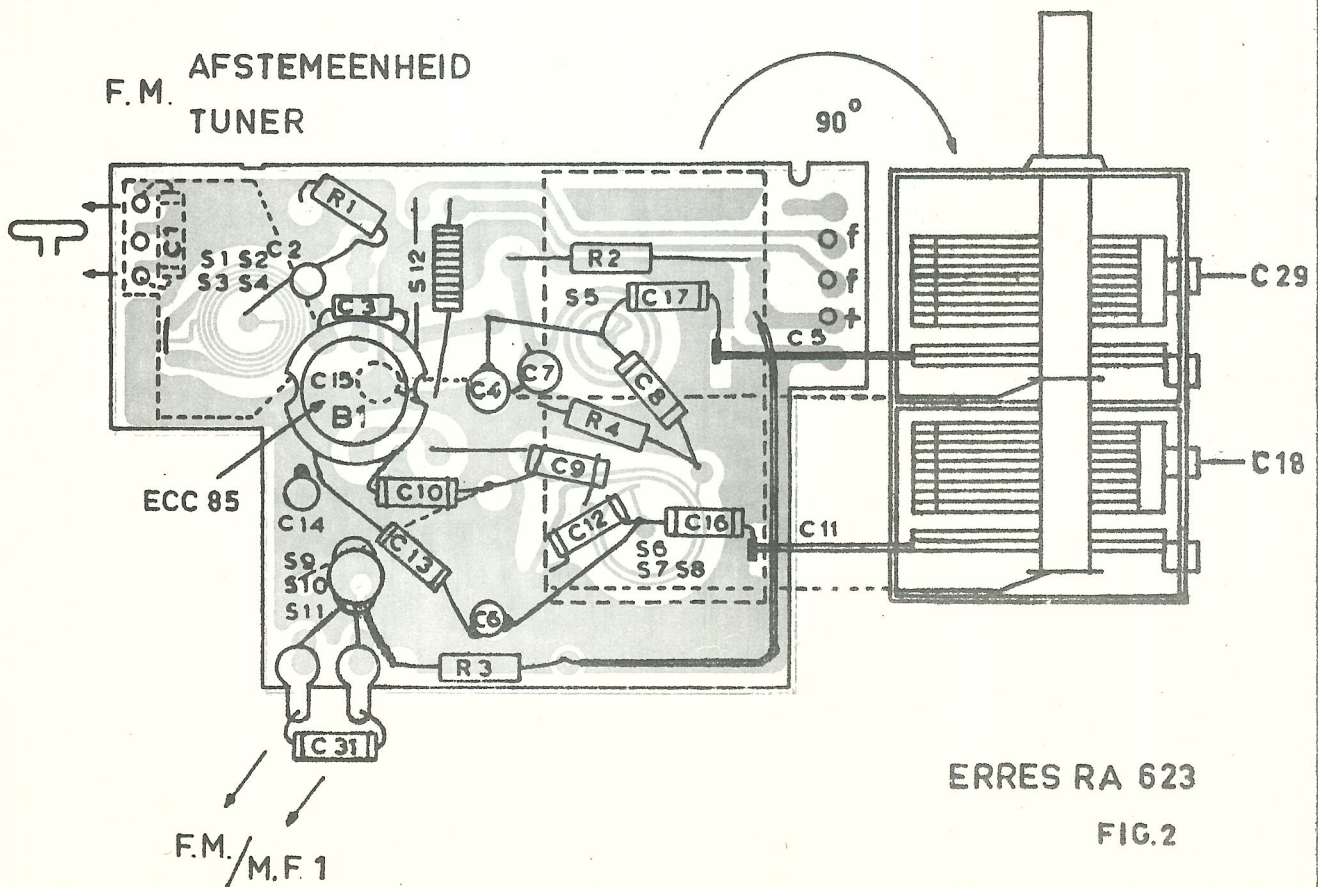 F.M. AFSTEMEENHEID
TUNER
90°
R1
C1
S1 S2 C2
S3 S4
S12
R2
f
f
+
C3
S5
C17
C29
C5
C15
B1
C4
C7
C8
R4
C9
C18
ECC 85
C10
C14
C12
C16
C11
C13
S6
S7 S8
S9
S10
S11
C6
R3
C31
F.M./M.F.1
ERRES RA 623
FIG.2